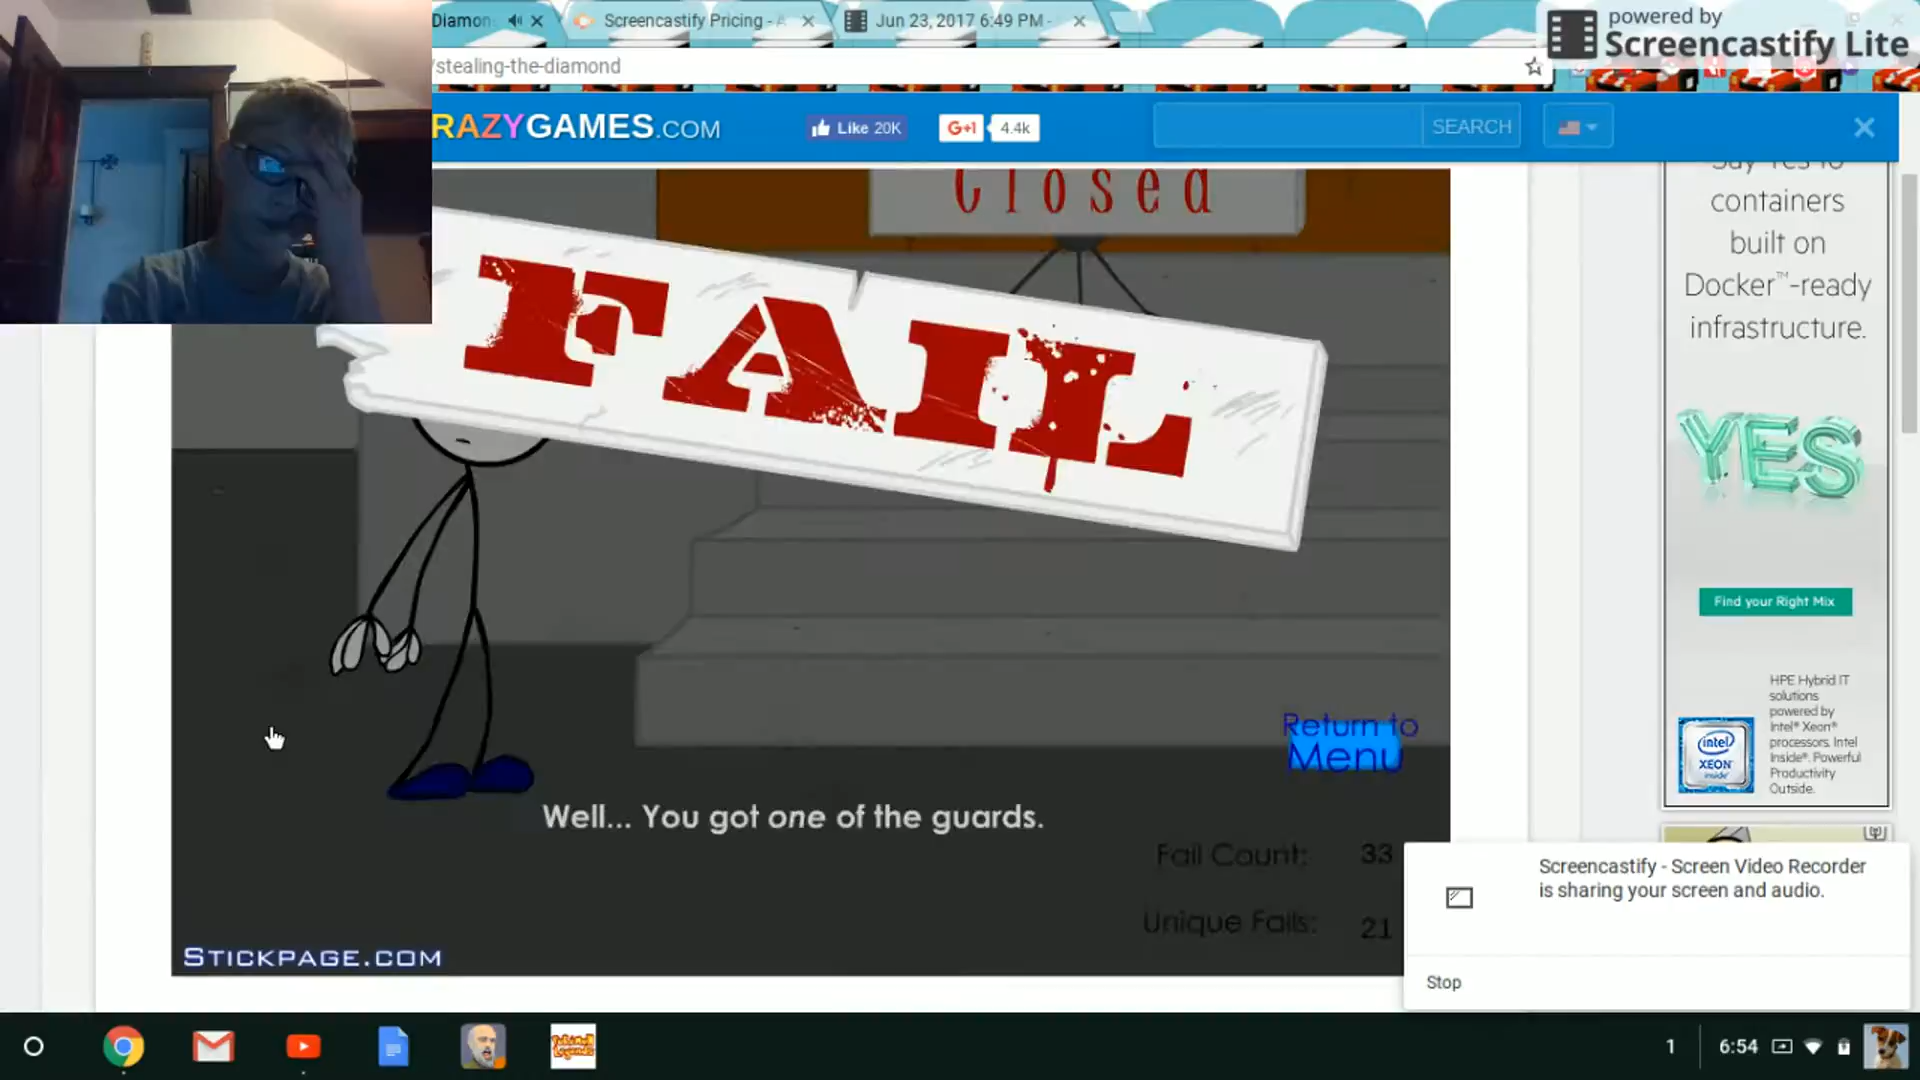 Diamon
Screencastify Pricing - A
Jun 23, 2017 6:49 PM -
powered by
Screencastify Lite
/stealing-the-diamond
RAZYGAMES.COM
Like 20K
G+1
4.4k
SEARCH
Say Yes to
containers
built on
Docker™-ready
infrastructure.
YES
Find your Right Mix
HPE Hybrid IT
solutions
powered by
Intel® Xeon®
processors. Intel
Inside®. Powerful
Productivity
Outside.
intel
XEON
inside®
Closed
FAIL
Return to
Menu
Well... You got one of the guards.
Fail Count: 33
Unique Fails: 21
STICKPAGE.COM
Screencastify - Screen Video Recorder
is sharing your screen and audio.
Stop
1
6:54